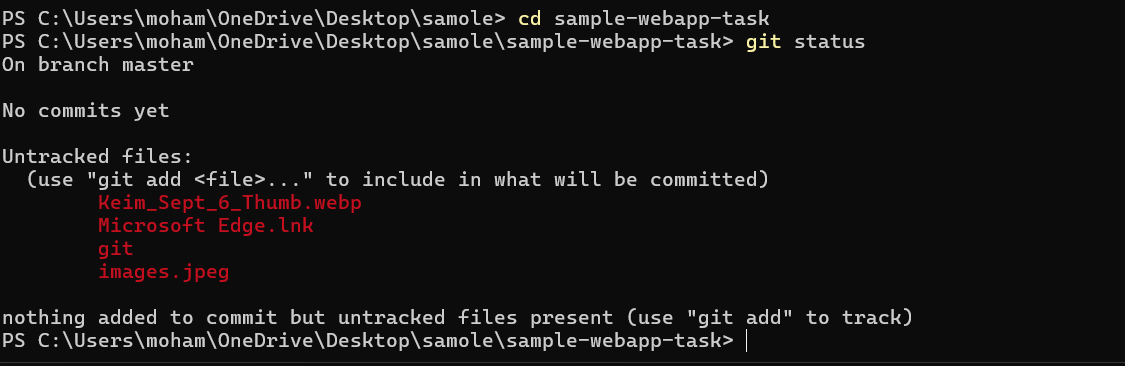 PS C:\Users\moham\OneDrive\Desktop\samole> cd sample-webapp-task
PS C:\Users\moham\OneDrive\Desktop\samole\sample-webapp-task> git status
On branch master

No commits yet

Untracked files:
  (use "git add <file>..." to include in what will be committed)
        Keim_Sept_6_Thumb.webp
        Microsoft Edge.lnk
        git
        images.jpeg

nothing added to commit but untracked files present (use "git add" to track)
PS C:\Users\moham\OneDrive\Desktop\samole\sample-webapp-task>